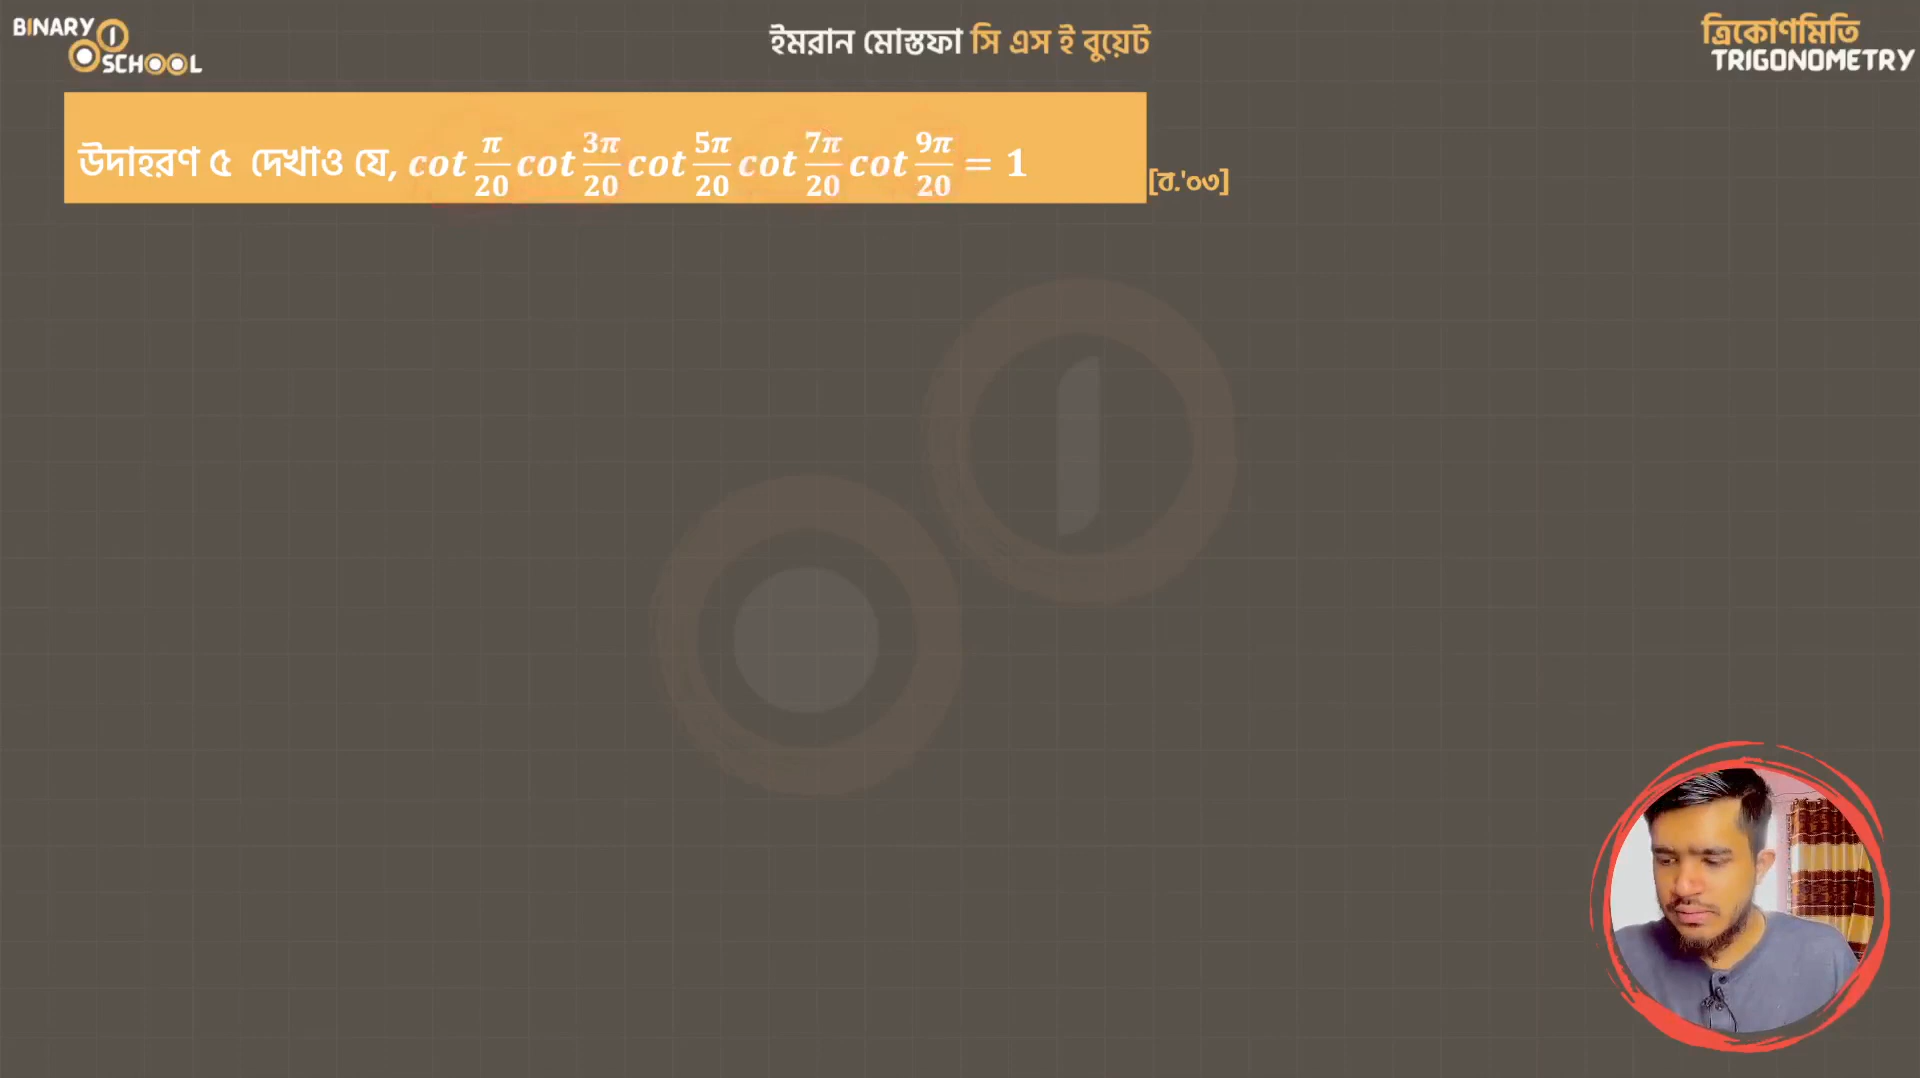 BINARY
SCHOOL
ইমরান মোস্তফা সি এস ই বুয়েট
ত্রিকোণমিতি
TRIGONOMETRY
উদাহরণ ৫ দেখাও যে, cot π/20 cot 3π/20 cot 5π/20 cot 7π/20 cot 9π/20 = 1
[ব.'০৩]